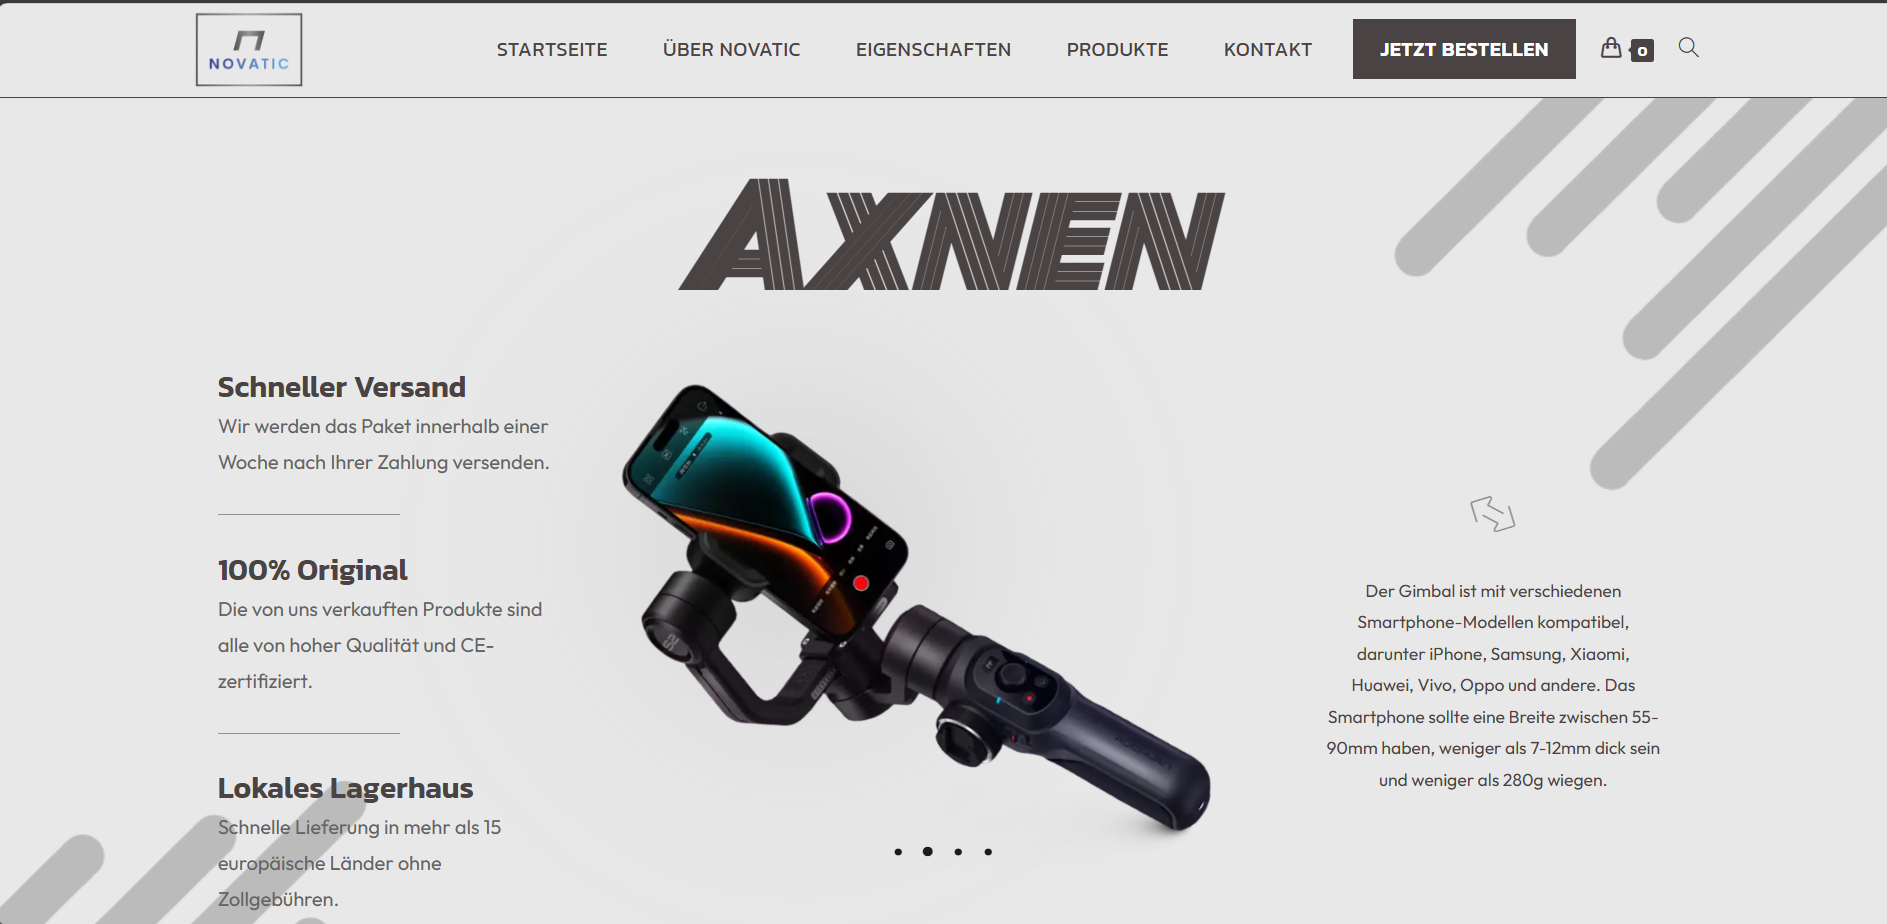 NOVATIC
STARTSEITE
ÜBER NOVATIC
EIGENSCHAFTEN
PRODUKTE
KONTAKT
JETZT BESTELLEN
0
AXNEN
Schneller Versand
Wir werden das Paket innerhalb einer
Woche nach Ihrer Zahlung versenden.
100% Original
Die von uns verkauften Produkte sind
alle von hoher Qualität und CE-
zertifiziert.
Lokales Lagerhaus
Schnelle Lieferung in mehr als 15
europäische Länder ohne
Zollgebühren.
Der Gimbal ist mit verschiedenen
Smartphone-Modellen kompatibel,
darunter iPhone, Samsung, Xiaomi,
Huawei, Vivo, Oppo und andere. Das
Smartphone sollte eine Breite zwischen 55-
90mm haben, weniger als 7-12mm dick sein
und weniger als 280g wiegen.